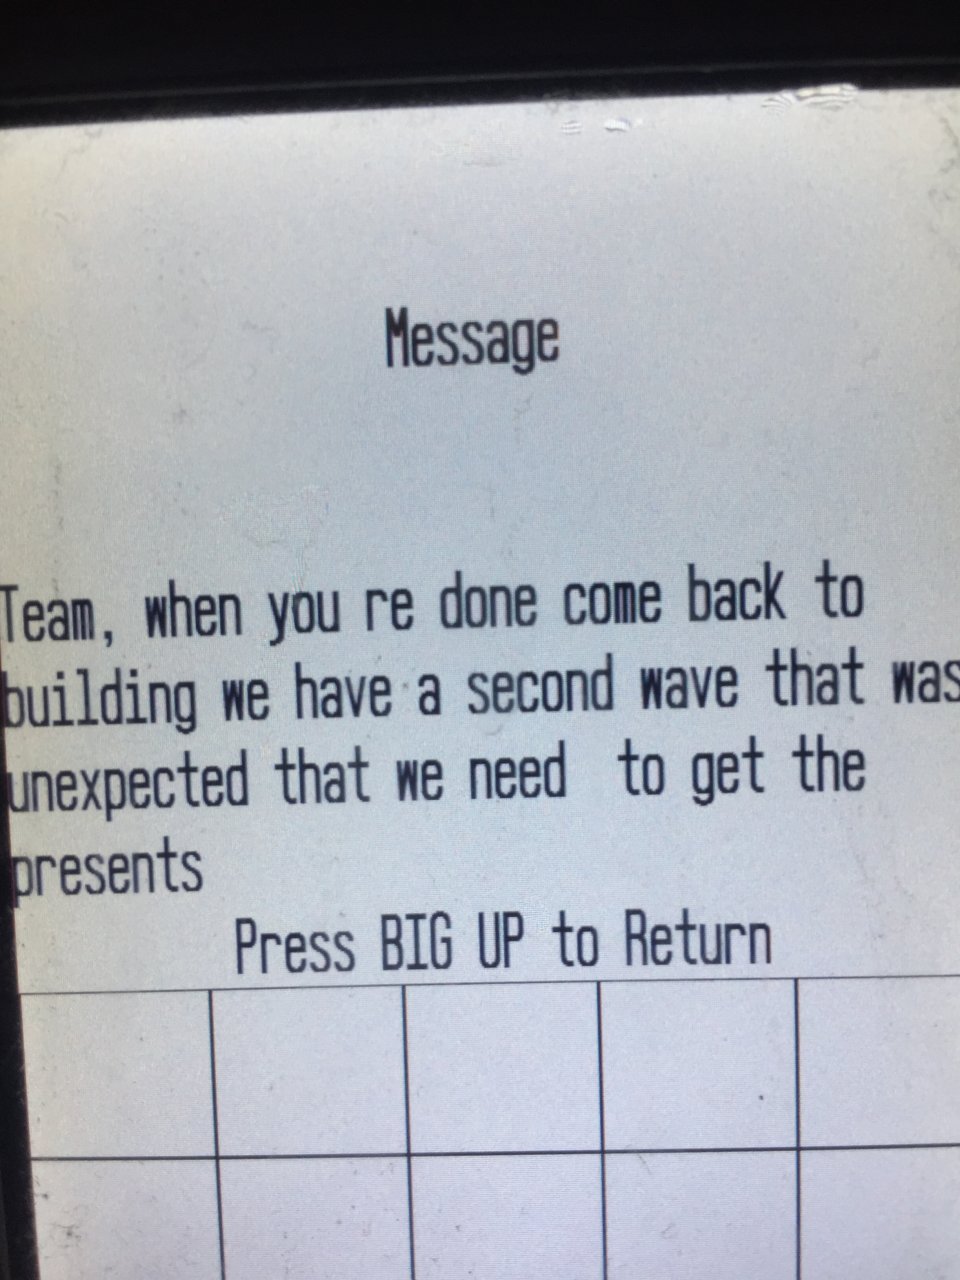 Message
Team, when you re done come back to
building we have a second wave that was
unexpected that we need  to get the
presents
Press BIG UP to Return